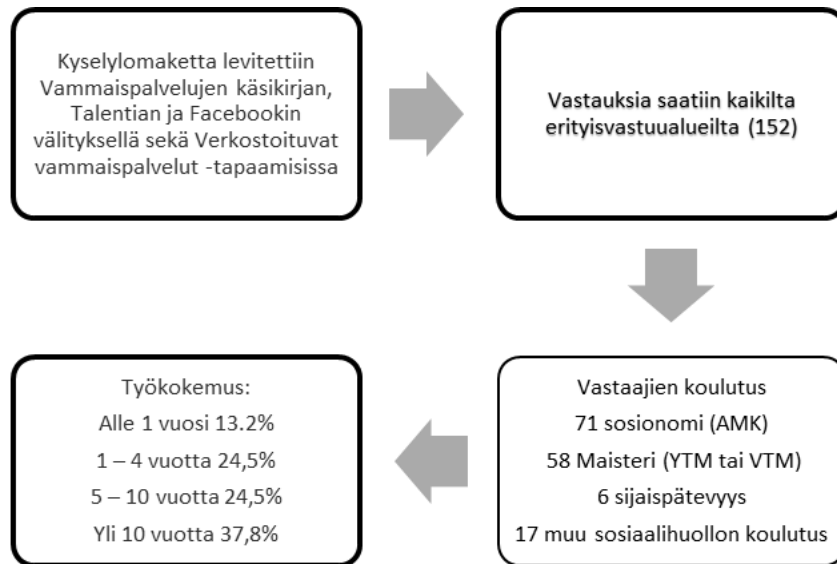 Kyselylomaketta levitettiin
Vammaispalvelujen käsikirjan,
Talentian ja Facebookin
välityksellä sekä Verkostoituvat
vammaispalvelut -tapaamisissa
Vastauksia saatiin kaikilta
erityisvastuualueilta (152)
Vastaajien koulutus
71 sosionomi (AMK)
58 Maisteri (YTM tai VTM)
6 sijaispätevyys
17 muu sosiaalihuollon koulutus
Työkokemus:
Alle 1 vuosi 13.2%
1 – 4 vuotta 24,5%
5 – 10 vuotta 24,5%
Yli 10 vuotta 37,8%